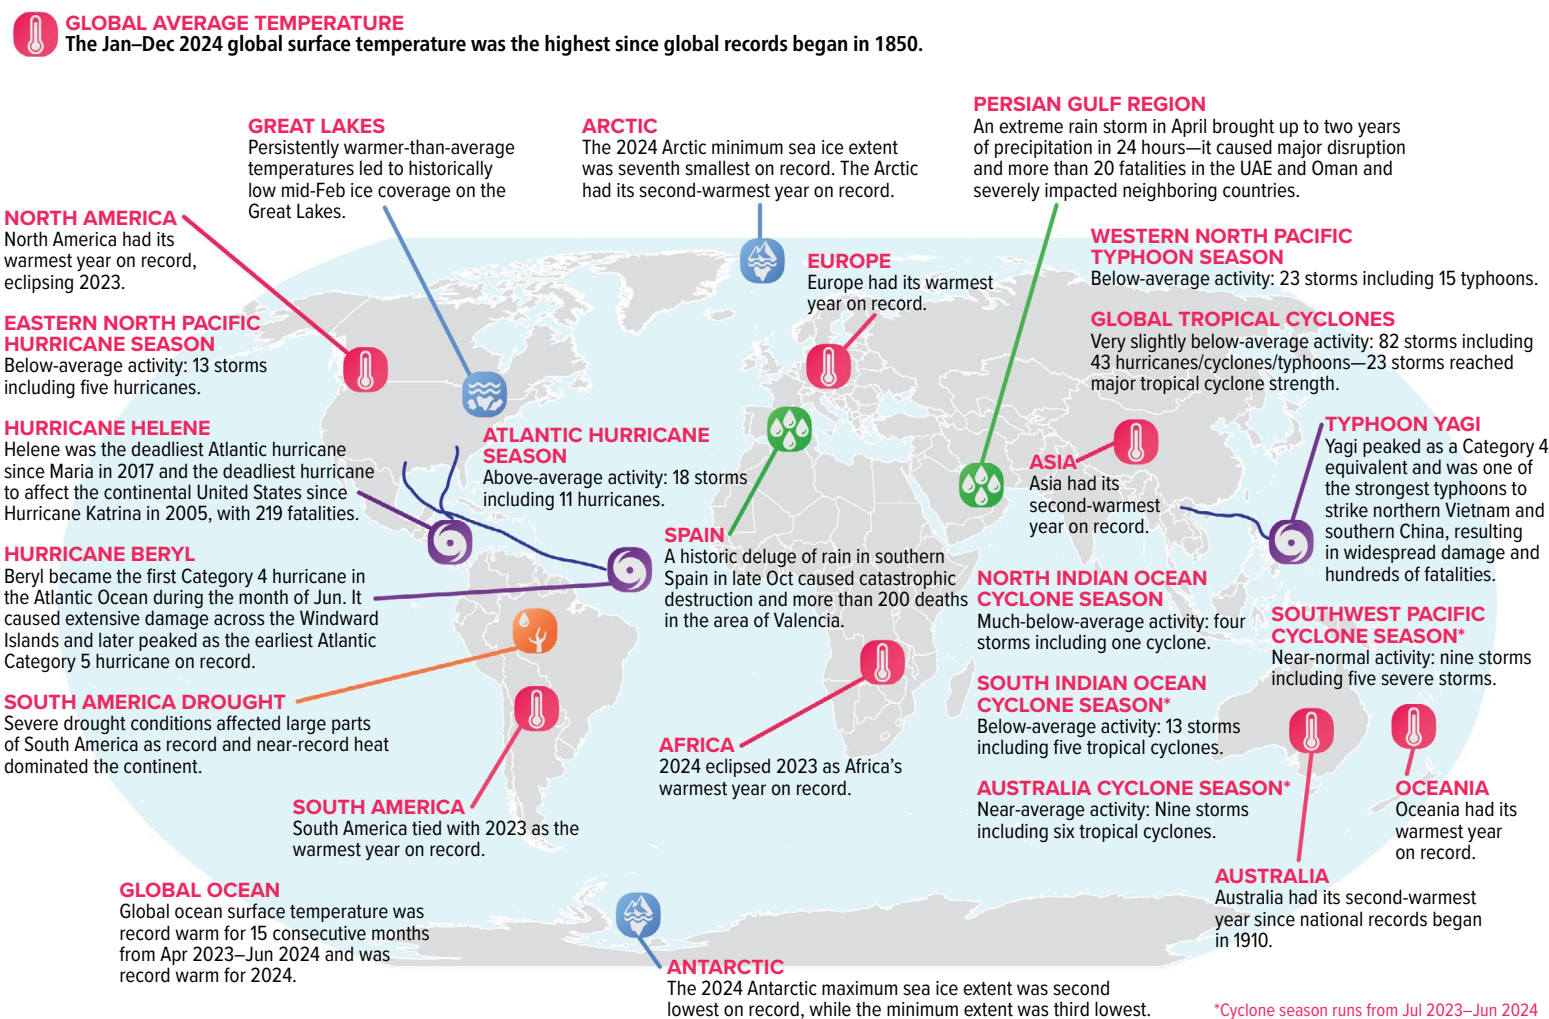 GLOBAL AVERAGE TEMPERATURE
The Jan–Dec 2024 global surface temperature was the highest since global records began in 1850.
GREAT LAKES
Persistently warmer-than-average
temperatures led to historically
low mid-Feb ice coverage on the
Great Lakes.
ARCTIC
The 2024 Arctic minimum sea ice extent
was seventh smallest on record. The Arctic
had its second-warmest year on record.
PERSIAN GULF REGION
An extreme rain storm in April brought up to two years
of precipitation in 24 hours—it caused major disruption
and more than 20 fatalities in the UAE and Oman and
severely impacted neighboring countries.
NORTH AMERICA
North America had its
warmest year on record,
eclipsing 2023.
EUROPE
Europe had its warmest
year on record.
WESTERN NORTH PACIFIC
TYPHOON SEASON
Below-average activity: 23 storms including 15 typhoons.
EASTERN NORTH PACIFIC
HURRICANE SEASON
Below-average activity: 13 storms
including five hurricanes.
GLOBAL TROPICAL CYCLONES
Very slightly below-average activity: 82 storms including
43 hurricanes/cyclones/typhoons—23 storms reached
major tropical cyclone strength.
HURRICANE HELENE
Helene was the deadliest Atlantic hurricane
since Maria in 2017 and the deadliest hurricane
to affect the continental United States since
Hurricane Katrina in 2005, with 219 fatalities.
ATLANTIC HURRICANE
SEASON
Above-average activity: 18 storms
including 11 hurricanes.
ASIA
Asia had its
second-warmest
year on record.
TYPHOON YAGI
Yagi peaked as a Category 4
equivalent and was one of
the strongest typhoons to
strike northern Vietnam and
southern China, resulting
in widespread damage and
hundreds of fatalities.
HURRICANE BERYL
Beryl became the first Category 4 hurricane in
the Atlantic Ocean during the month of Jun. It
caused extensive damage across the Windward
Islands and later peaked as the earliest Atlantic
Category 5 hurricane on record.
SPAIN
A historic deluge of rain in southern
Spain in late Oct caused catastrophic
destruction and more than 200 deaths
in the area of Valencia.
NORTH INDIAN OCEAN
CYCLONE SEASON
Much-below-average activity: four
storms including one cyclone.
SOUTHWEST PACIFIC
CYCLONE SEASON*
Near-normal activity: nine storms
including five severe storms.
SOUTH AMERICA DROUGHT
Severe drought conditions affected large parts
of South America as record and near-record heat
dominated the continent.
SOUTH INDIAN OCEAN
CYCLONE SEASON*
Below-average activity: 13 storms
including five tropical cyclones.
AFRICA
2024 eclipsed 2023 as Africa's
warmest year on record.
AUSTRALIA CYCLONE SEASON*
Near-average activity: Nine storms
including six tropical cyclones.
OCEANIA
Oceania had its
warmest year
on record.
SOUTH AMERICA
South America tied with 2023 as the
warmest year on record.
AUSTRALIA
Australia had its second-warmest
year since national records began
in 1910.
GLOBAL OCEAN
Global ocean surface temperature was
record warm for 15 consecutive months
from Apr 2023–Jun 2024 and was
record warm for 2024.
ANTARCTIC
The 2024 Antarctic maximum sea ice extent was second
lowest on record, while the minimum extent was third lowest.
*Cyclone season runs from Jul 2023–Jun 2024